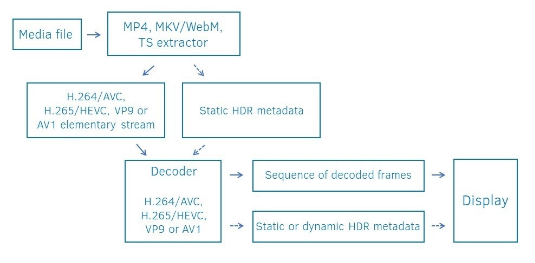 Media file
MP4, MKV/WebM,
TS extractor
H.264/AVC,
H.265/HEVC, VP9 or
AV1 elementary stream
Static HDR metadata
Decoder
H.264/AVC,
H.265/HEVC,
VP9 or AV1
Sequence of decoded frames
Static or dynamic HDR metadata
Display